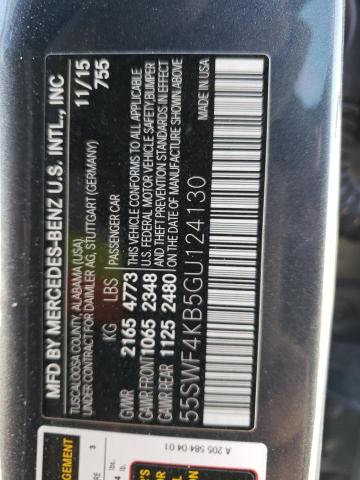 MFD BY MERCEDES-BENZ U.S. INTL., INC
TUSCALOOSA COUNTY, ALABAMA (USA) 11/15
UNDER CONTRACT FOR DAIMLER AG, STUTTGART (GERMANY) 755
KG LBS PASSENGER CAR
GVWR 2165 4773 THIS VEHICLE CONFORMS TO ALL APPLICABLE
GAWR FRONT 1065 2348 U.S. FEDERAL MOTOR VEHICLE SAFETY,BUMPER
GAWR REAR 1125 2480 AND THEFT PREVENTION STANDARDS IN EFFECT ON THE DATE OF MANUFACTURE SHOWN ABOVE
55SWF4KB5GU124130 MADE IN USA
A 205 584 04 01